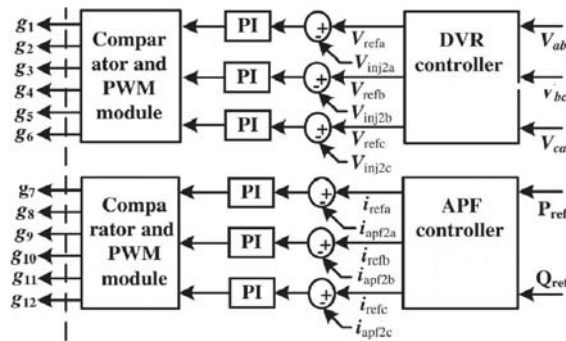 g1
g2
g3
g4
g5
g6
Compar
ator and
PWM
module
PI
PI
PI
Vrefa
Vinj2a
Vrefb
Vinj2b
Vrefc
Vinj2c
DVR
controller
Vab
Vbc
Vca
g7
g8
g9
g10
g11
g12
Compa
rator and
PWM
module
PI
PI
PI
irefa
iapf2a
irefb
iapf2b
irefc
iapf2c
APF
controller
Pref
Qref